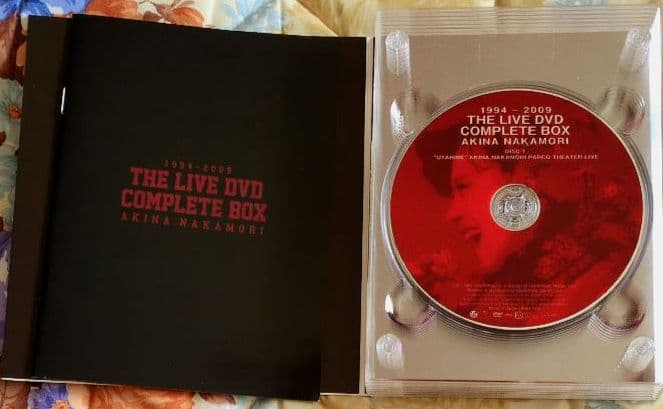 1994-2009
THE LIVE DVD
COMPLETE BOX
AKINA NAKAMORI
1994 - 2009
THE LIVE DVD
COMPLETE BOX
AKINA NAKAMORI
DISC 1
"UTAHIME" AKINA NAKAMORI PARCO THEATER LIVE